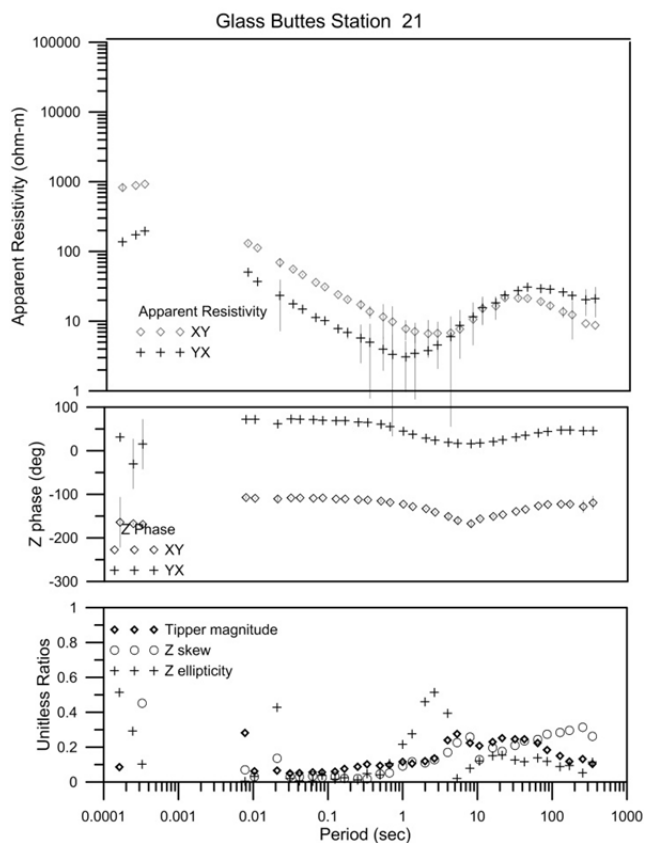 Glass Buttes Station 21
Apparent Resistivity (ohm-m)
100000
10000
1000
100
10
1
Apparent Resistivity
XY
YX
Z phase (deg)
100
0
-100
-200
-300
Z Phase
XY
YX
Unitless Ratios
1
0.8
0.6
0.4
0.2
0
Tipper magnitude
Z skew
Z ellipticity
0.0001 0.001 0.01 0.1 1 10 100 1000
Period (sec)